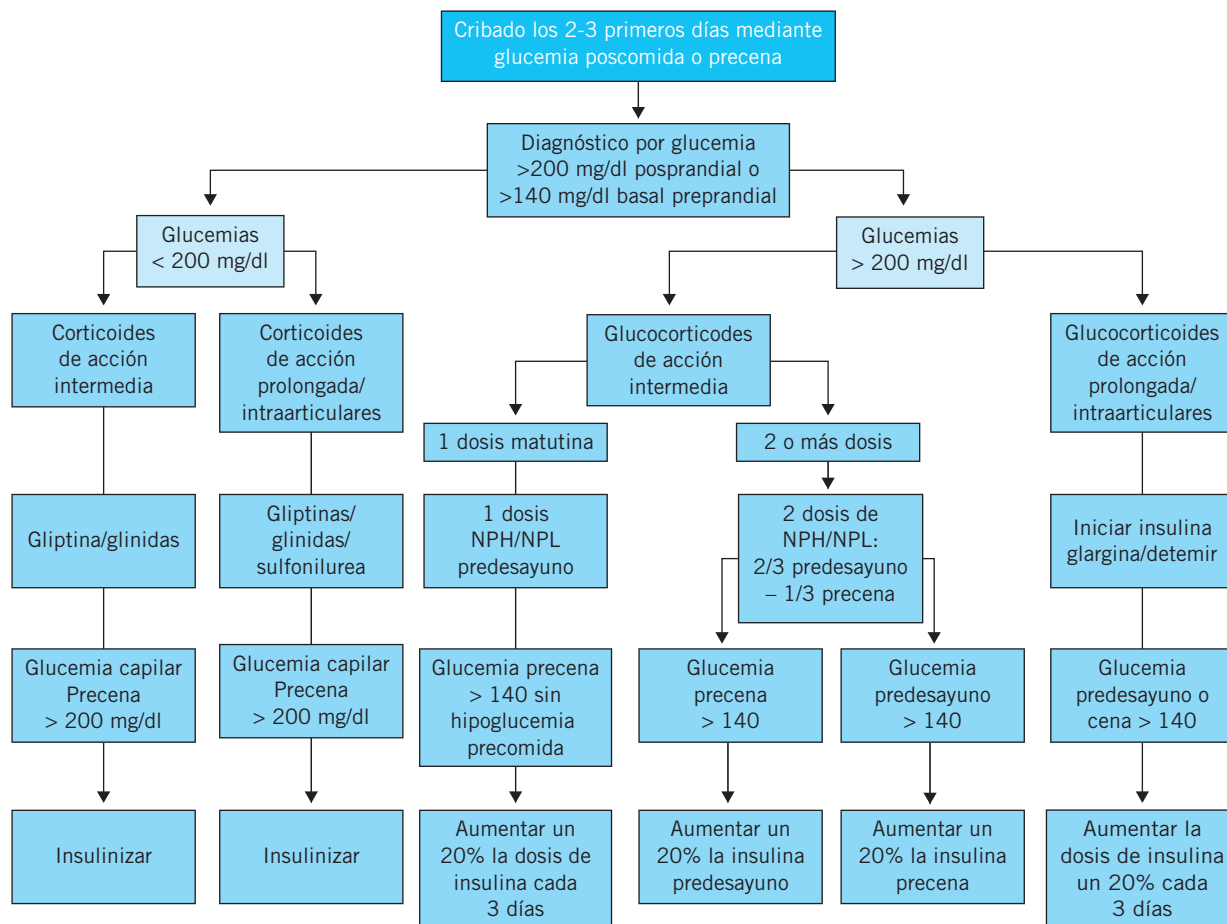 Cribado los 2-3 primeros días mediante
glucemia poscomida o precena
Diagnóstico por glucemia
>200 mg/dl posprandial o
>140 mg/dl basal preprandial
Glucemias
< 200 mg/dl
Glucemias
> 200 mg/dl
Corticoides
de acción
intermedia
Corticoides
de acción
prolongada/
intraarticulares
Glucocorticodes
de acción
intermedia
Glucocorticoides
de acción
prolongada/
intraarticulares
1 dosis matutina
2 o más dosis
Gliptina/glinidas
Gliptinas/
glinidas/
sulfonilurea
1 dosis
NPH/NPL
predesayuno
2 dosis de
NPH/NPL:
2/3 predesayuno
– 1/3 precena
Iniciar insulina
glargina/detemir
Glucemia capilar
Precena
> 200 mg/dl
Glucemia capilar
Precena
> 200 mg/dl
Glucemia precena
> 140 sin
hipoglucemia
precomida
Glucemia
precena
> 140
Glucemia
predesayuno
> 140
Glucemia
predesayuno o
cena > 140
Insulinizar
Insulinizar
Aumentar un
20% la dosis de
insulina cada
3 días
Aumentar un
20% la insulina
predesayuno
Aumentar un
20% la insulina
precena
Aumentar la
dosis de insulina
un 20% cada
3 días